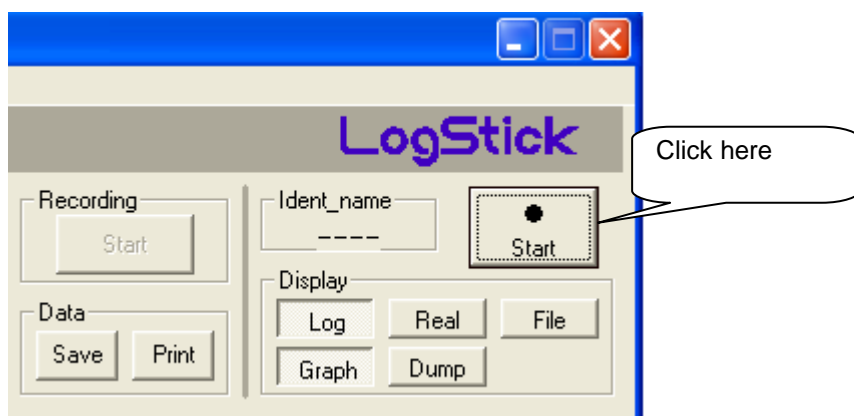 LogStick
Click here
Recording
Start
Ident_name
----
Start
Display
Log Real File
Graph Dump
Data
Save Print